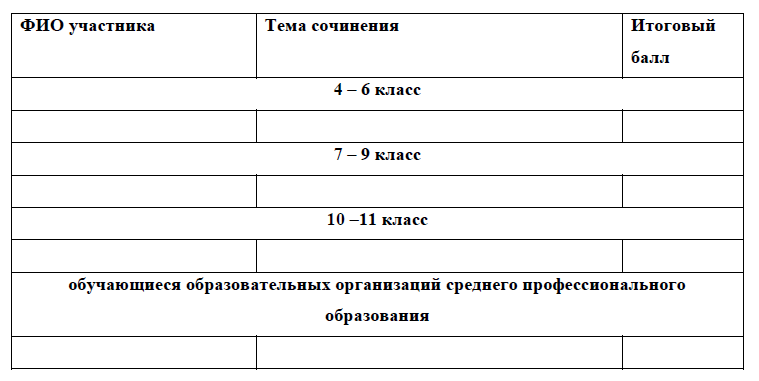 ФИО участника Тема сочинения Итоговый
балл
4 – 6 класс
7 – 9 класс
10 –11 класс
обучающиеся образовательных организаций среднего профессионального
образования